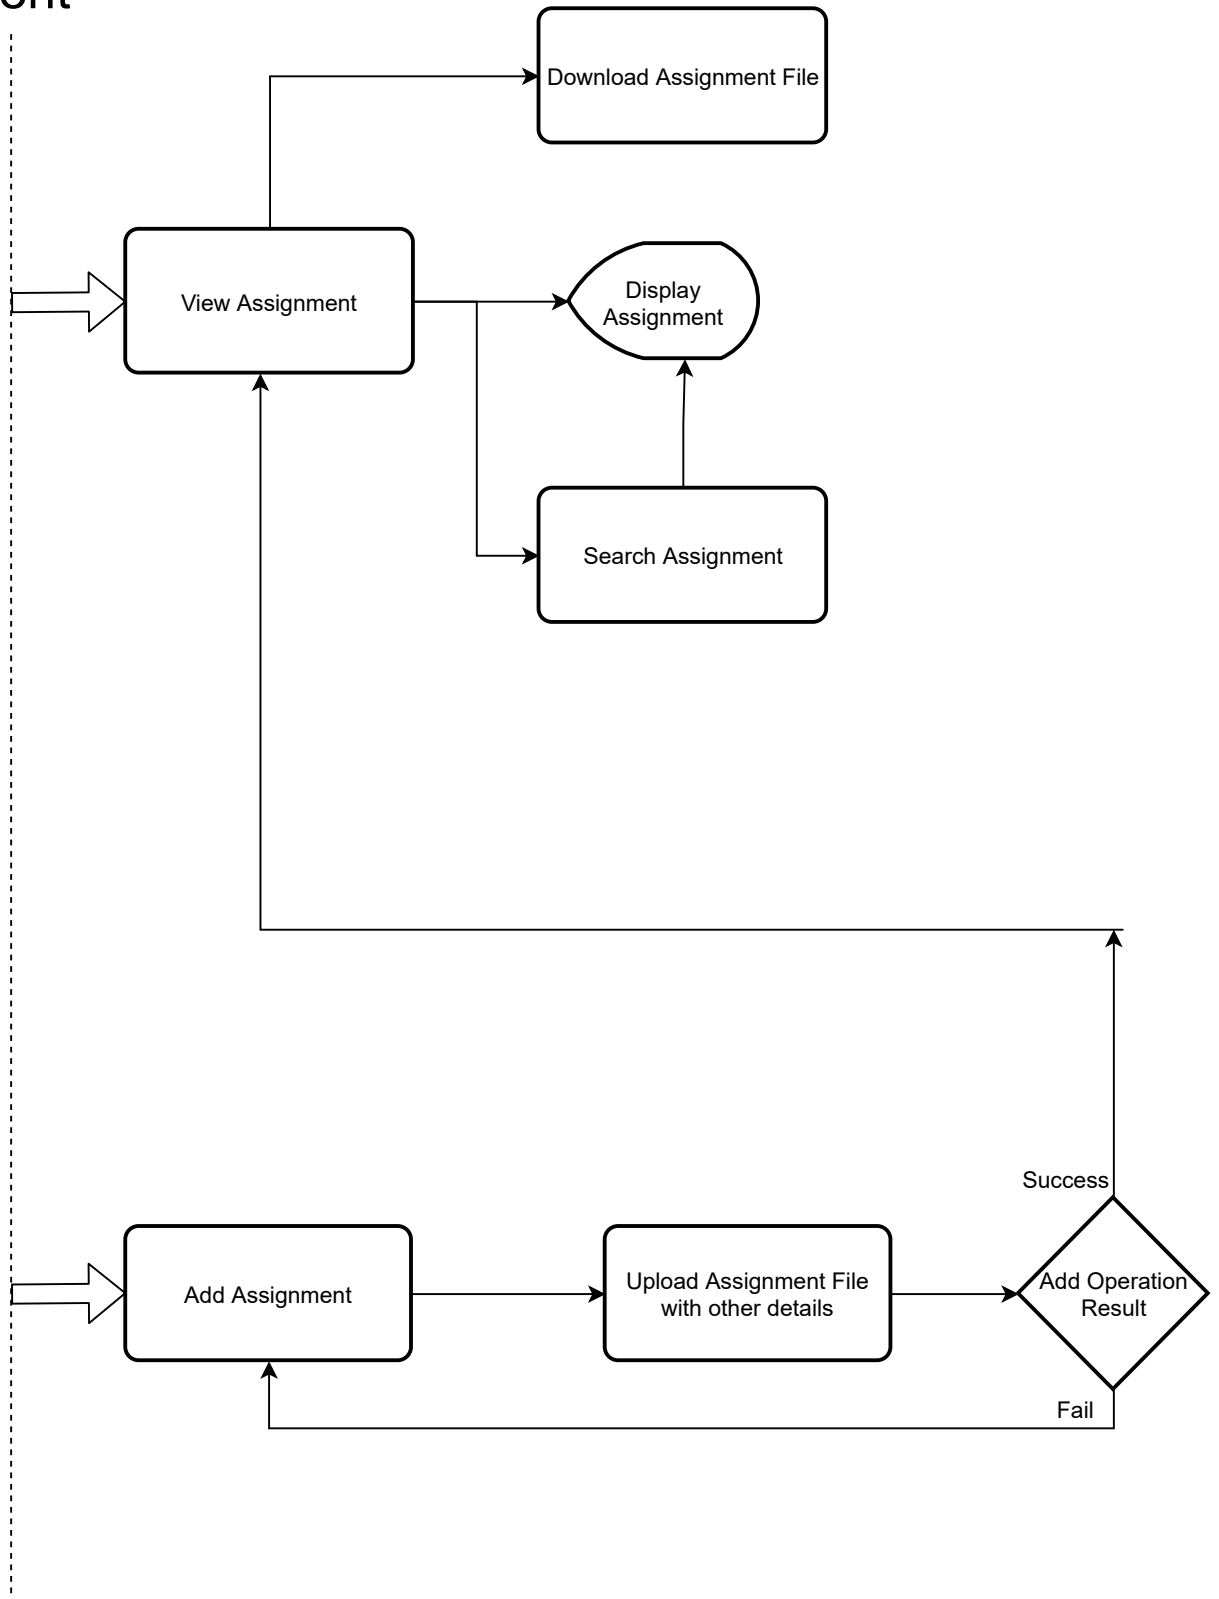 Download Assignment File
View Assignment
Display
Assignment
Search Assignment
Success
Add Assignment
Upload Assignment File
with other details
Add Operation
Result
Fail